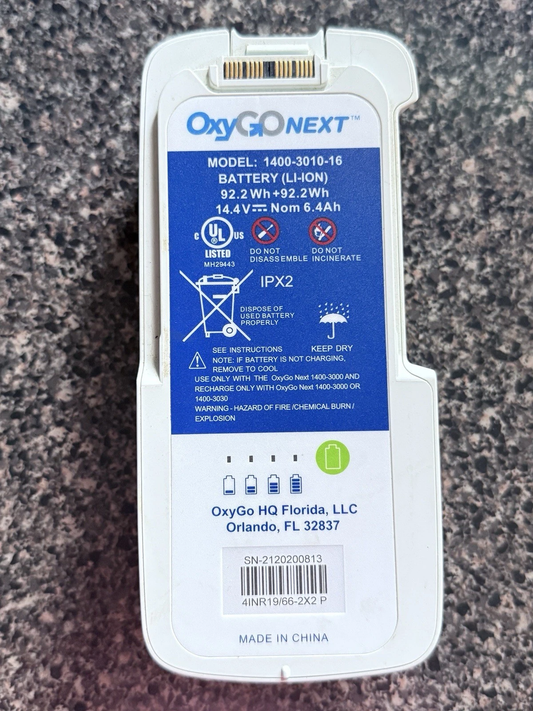 OxyGO NEXT™
MODEL: 1400-3010-16
BATTERY (LI-ION)
92.2Wh+92.2Wh
14.4V⎓ Nom 6.4Ah
C UL US
LISTED
MH29443
DO NOT
DISASSEMBLE
DO NOT
INCINERATE
IPX2
DISPOSE OF
USED BATTERY
PROPERLY
KEEP DRY
SEE INSTRUCTIONS
NOTE: IF BATTERY IS NOT CHARGING,
REMOVE TO COOL
USE ONLY WITH THE OxyGo Next 1400-3000 AND
RECHARGE ONLY WITH OxyGo Next 1400-3000 OR
1400-3030
WARNING - HAZARD OF FIRE /CHEMICAL BURN /
EXPLOSION
OxyGo HQ Florida, LLC
Orlando, FL 32837
SN-2120200813
4INR19/66-2X2 P
MADE IN CHINA